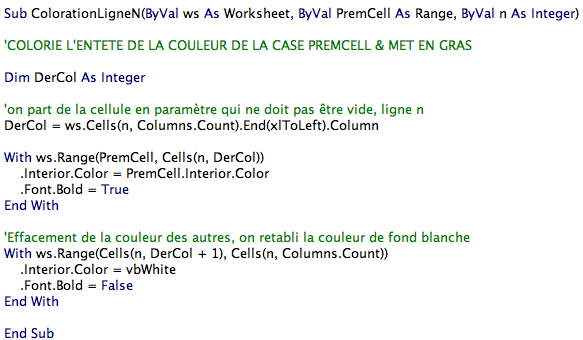 Sub ColorationLigneN(ByVal ws As Worksheet, ByVal PremCell As Range, ByVal n As Integer)
'COLORIE L'ENTETE DE LA COULEUR DE LA CASE PREMCELL & MET EN GRAS
Dim DerCol As Integer
'on part de la cellule en paramètre qui ne doit pas être vide, ligne n
DerCol = ws.Cells(n, Columns.Count).End(xlToLeft).Column
With ws.Range(PremCell, Cells(n, DerCol))
.Interior.Color = PremCell.Interior.Color
.Font.Bold = True
End With
'Effacement de la couleur des autres, on retabli la couleur de fond blanche
With ws.Range(Cells(n, DerCol + 1), Cells(n, Columns.Count))
.Interior.Color = vbWhite
.Font.Bold = False
End With
End Sub